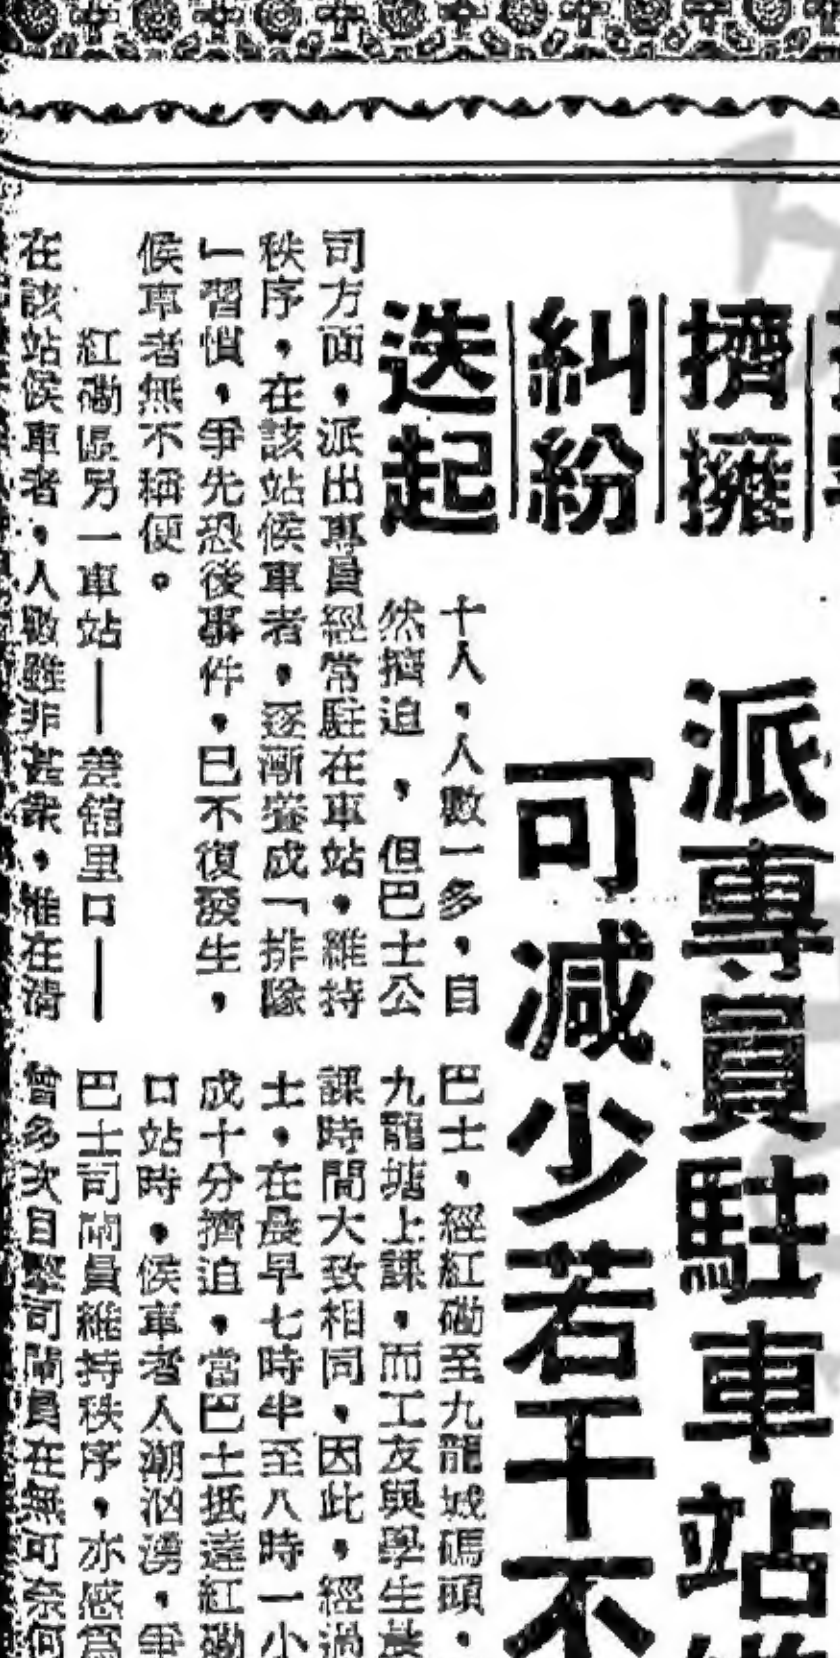 擠擁
糾紛
迭起
派專員駐車站
可減少若干不
十人，人數一多，自
然擠迫，但巴士公
司方面，派出專員經常駐在車站，維持
秩序，在該站候車者，逐漸養成「排隊
」習慣，爭先恐後事件，已不復發生，
候車者無不稱便。
紅磡區另一車站——差館里口——
在該站候車者，人數雖非甚衆，惟在清
巴士，經紅磡至九龍城碼頭，
九龍塘上課，而工友與學生晨
課時間大致相同，因此，經過
士，在晨早七時半至八時一小
成十分擠迫，當巴士抵達紅磡
口站時，候車者人潮洶湧，爭
巴士司閘員維持秩序，亦感爲
曾多次目擊司閘員在無可奈何